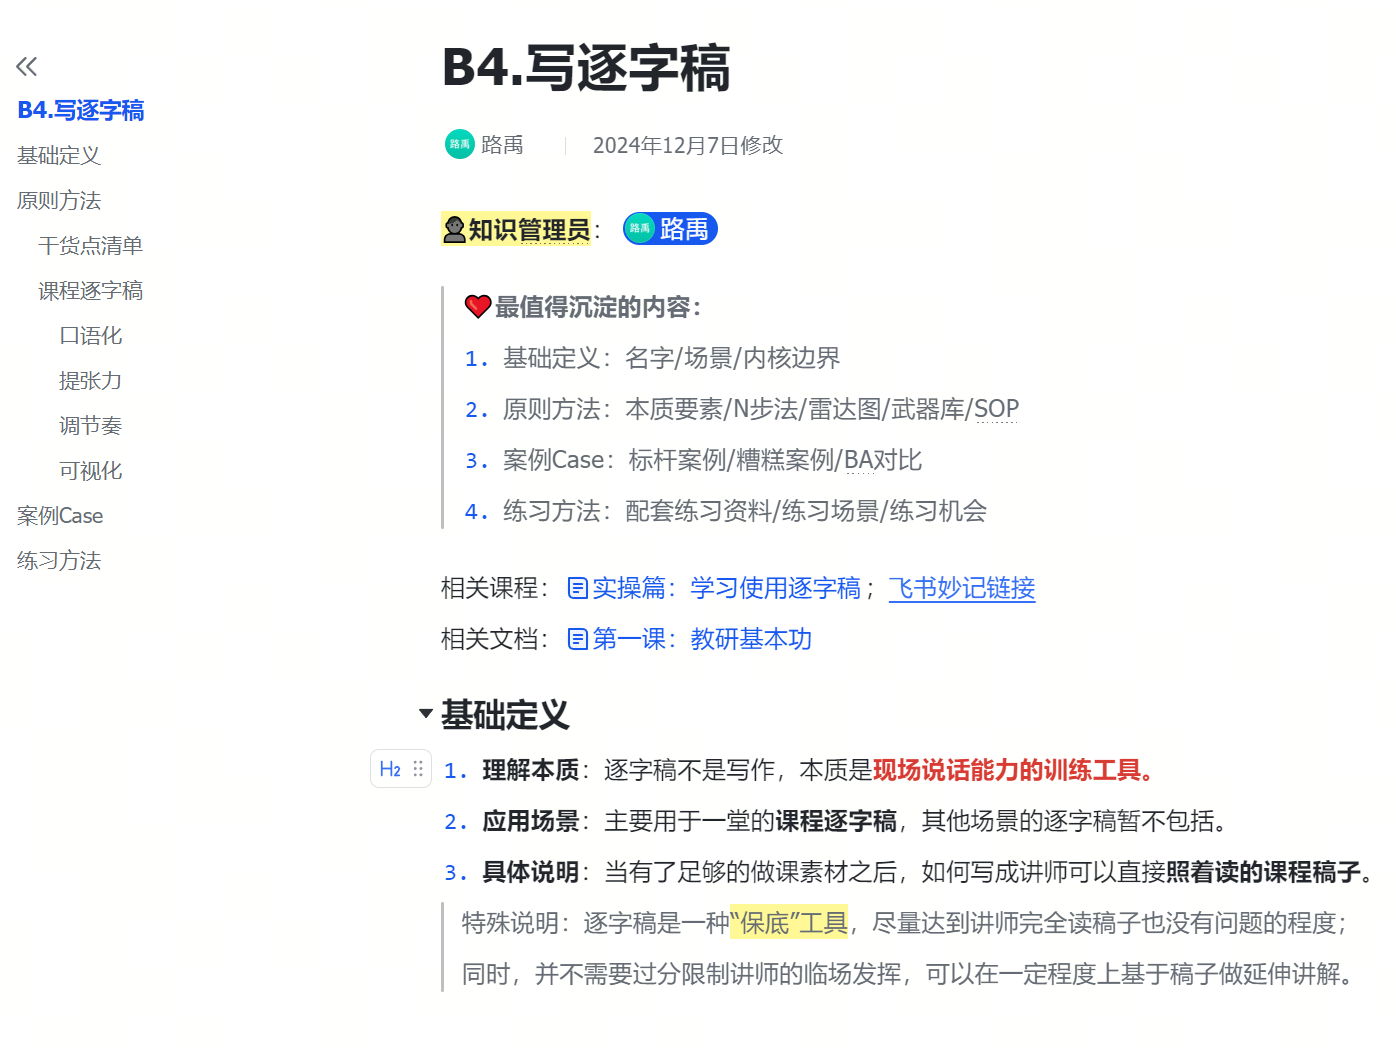 B4.写逐字稿
基础定义
原则方法
干货点清单
课程逐字稿
口语化
提张力
调节奏
可视化
案例Case
练习方法
B4.写逐字稿
路禹 路禹 2024年12月7日修改
知识管理员： 路禹 路禹
最值得沉淀的内容：
1. 基础定义：名字/场景/内核边界
2. 原则方法：本质要素/N步法/雷达图/武器库/SOP
3. 案例Case：标杆案例/糟糕案例/BA对比
4. 练习方法：配套练习资料/练习场景/练习机会
相关课程： 实操篇：学习使用逐字稿；飞书妙记链接
相关文档： 第一课：教研基本功
基础定义
H2 1. 理解本质：逐字稿不是写作，本质是现场说话能力的训练工具。
2. 应用场景：主要用于一堂的课程逐字稿，其他场景的逐字稿暂不包括。
3. 具体说明：当有了足够的做课素材之后，如何写成讲师可以直接照着读的课程稿子。
特殊说明：逐字稿是一种“保底”工具，尽量达到讲师完全读稿子也没有问题的程度；
同时，并不需要过分限制讲师的临场发挥，可以在一定程度上基于稿子做延伸讲解。